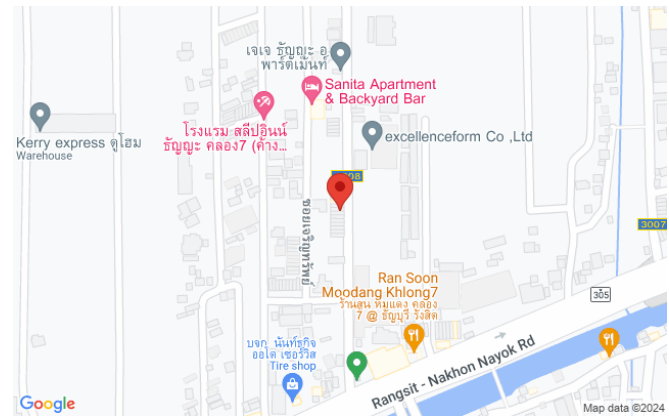 เจเจ ธัญญะ อ
พาร์ตเม้นท์
Sanita Apartment
& Backyard Bar
โรงแรม สลีปอินน์
ธัญญะ คลอง7 (ค้าง...
Kerry express ดูโฮม
Warehouse
excellenceform Co ,Ltd
ซอยเจริญทรัพย์
3007
305
Ran Soon
Moodang Khlong7
ร้านสุน หมูแดง คลอง
7 @ ธัญบุรี รังสิต
บจก. นันท์ธุกิจ
ออโต เซอร์วิส
Tire shop
Rangsit - Nakhon Nayok Rd
Google
Map data ©2024